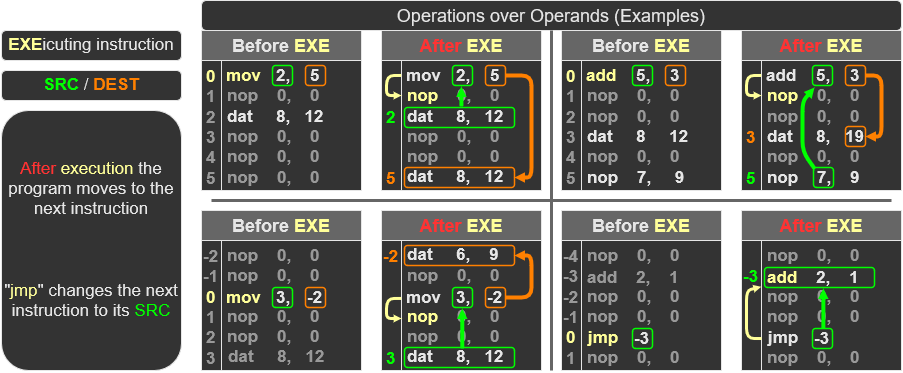 Operations over Operands (Examples)
EXEicuting instruction
SRC / DEST
After execution the
program moves to the
next instruction
"jmp" changes the next
instruction to its SRC
Before EXE
0 mov 2, 5
1 nop 0, 0
2 dat 8, 12
3 nop 0, 0
4 nop 0, 0
5 nop 0, 0
After EXE
mov 2, 5
nop 0, 0
2 dat 8, 12
nop 0, 0
nop 0, 0
5 dat 8, 12
Before EXE
0 add 5, 3
1 nop 0, 0
2 nop 0, 0
3 dat 8 12
4 nop 0, 0
5 nop 7, 9
After EXE
add 5, 3
nop 0, 0
nop 0, 0
3 dat 8, 19
nop 0, 0
5 nop 7, 9
Before EXE
-2 nop 0, 0
-1 nop 0, 0
0 mov 3, -2
1 nop 0, 0
2 nop 0, 0
3 dat 8, 12
After EXE
-2 dat 6, 9
nop 0, 0
mov 3, -2
nop 0, 0
nop 0, 0
3 dat 8, 12
Before EXE
-4 nop 0, 0
-3 add 2, 1
-2 nop 0, 0
-1 nop 0, 0
0 jmp -3
1 nop 0, 0
After EXE
nop 0, 0
-3 add 2, 1
nop 0, 0
nop 0, 0
jmp -3
nop 0, 0